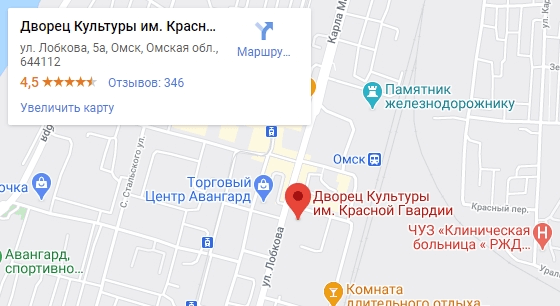 Дворец Культуры им. Красн...
ул. Лобкова, 5а, Омск, Омская обл.,
644112
Маршру...
4,5
Отзывов: 346
Увеличить карту
Карла М
Памятник
железнодорожнику
С. Стальского ул.
Омск
Торговый
Центр Авангард
очка
Дворец Культуры
им. Красной Гвардии
Красный пер.
ЧУЗ «Клиническая
больница « РЖД...
ул. Лобкова
Авангард,
спортивно...
Комната
длительного отдыха